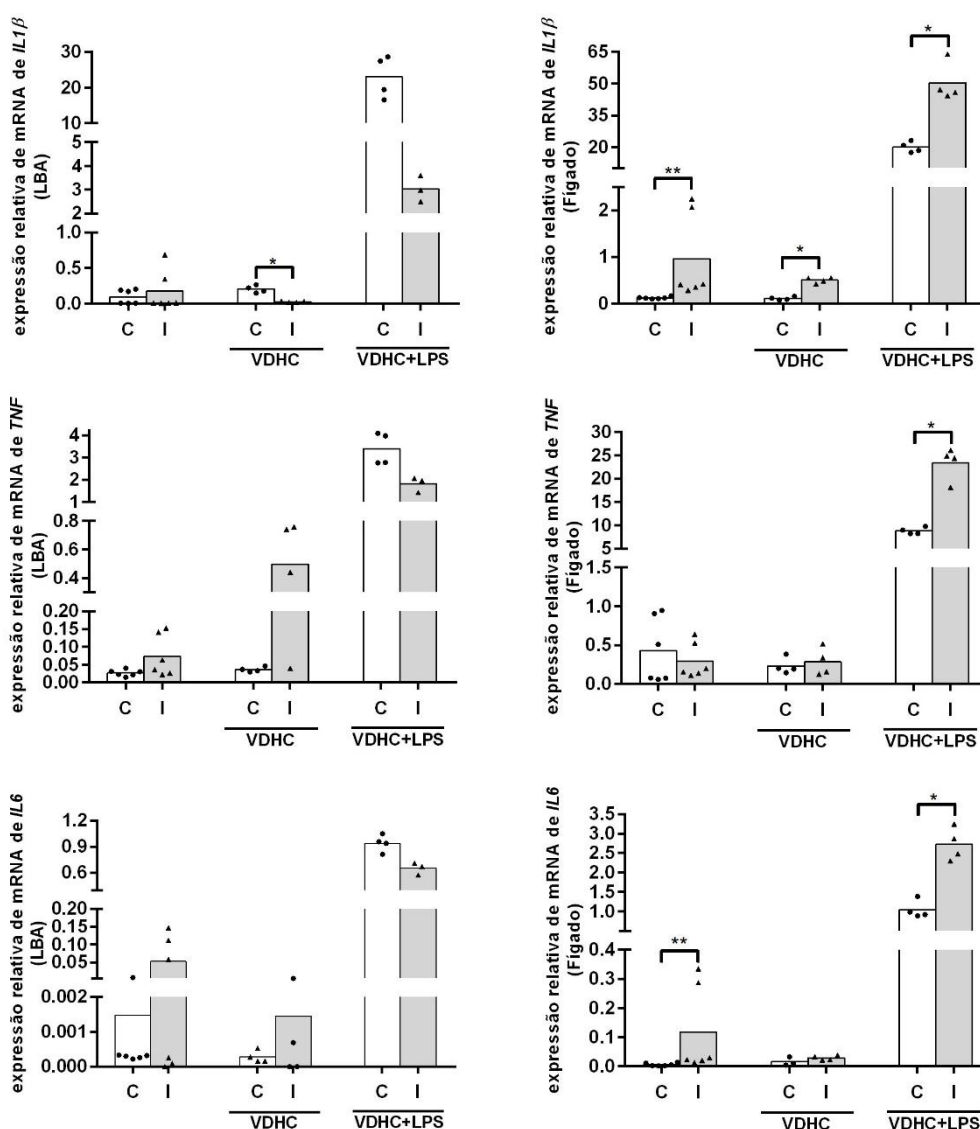 expressão relativa de mRNA de IL1β
(LBA)
30
20
10
5
4
3
2
1.0
0.5
0.0
*
C I C I C I
VDHC VDHC+LPS
expressão relativa de mRNA de IL1β
(Fígado)
65
50
35
20
2
1
0
**
*
*
C I C I C I
VDHC VDHC+LPS
expressão relativa de mRNA de TNF
(LBA)
4
3
2
1
0.8
0.6
0.4
0.20
0.15
0.10
0.05
0.00
C I C I C I
VDHC VDHC+LPS
expressão relativa de mRNA de TNF
(Fígado)
30
25
20
15
10
5
1.5
1.0
0.5
0.0
*
C I C I C I
VDHC VDHC+LPS
expressão relativa de mRNA de IL6
(LBA)
1.2
0.9
0.6
0.20
0.15
0.10
0.05
0.002
0.001
0.000
C I C I C I
VDHC VDHC+LPS
expressão relativa de mRNA de IL6
(Fígado)
3.5
3.0
2.5
2.0
1.5
1.0
0.4
0.3
0.2
0.1
0.0
**
*
C I C I C I
VDHC VDHC+LPS